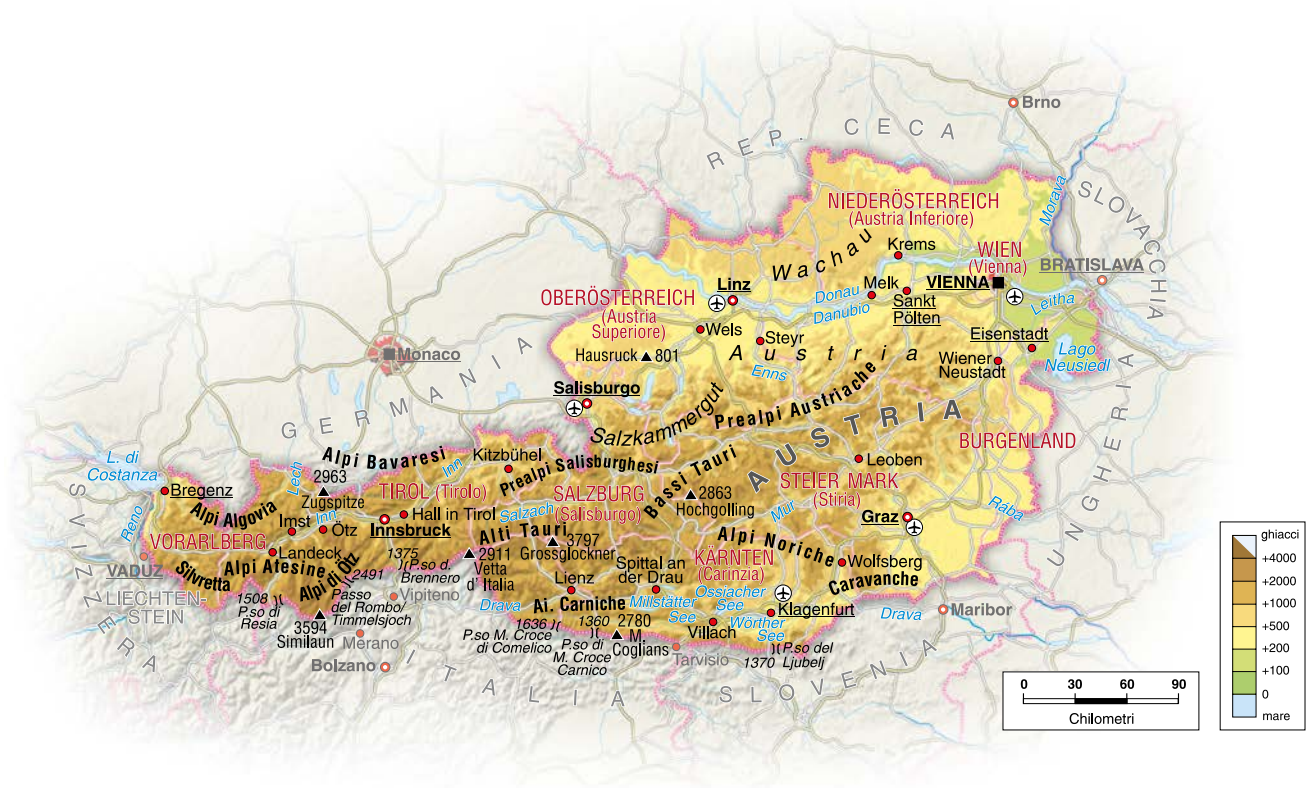 Brno
REP. CECA
SLOVACCHIA
Morava
NIEDERÖSTERREICH
(Austria Inferiore)
Krems
WIEN
(Vienna)
BRATISLAVA
Wachau
VIENNA
Linz
Melk
Donau
Danubio
Sankt
Pölten
Leitha
OBERÖSTERREICH
(Austria
Superiore)
Wels
Steyr
Eisenstadt
Hausruck
801
Austria
Enns
Wiener
Neustadt
Lago
Neusiedl
Monaco
GERMANIA
Salisburgo
Salzkammergut
Prealpi Austriache
AUSTRIA
BURGENLAND
UNGHERIA
L. di
Costanza
Alpi Bavaresi
Lech
Inn
Kitzbühel
Prealpi Salisburghesi
Bassi Tauri
Leoben
Bregenz
2963
Zugspitze
TIROL (Tirolo)
SALZBURG
(Salisburgo)
2863
Hochgolling
STEIER MARK
(Stiria)
Mur
Raba
Reno
Alpi Algovia
Imst
Inn
Ötz
Innsbruck
Hall in Tirol
Salzach
Graz
VORARLBERG
Landeck
Alti Tauri
3797
Grossglockner
Alpi Noriche
SVIZZERA
VADUZ
LIECHTEN-
STEIN
Silvretta
Alpi Atesine
Alpi di Ötz
1375
P.so d.
Brennero
2911
Vetta
d'Italia
Spittal an
der Drau
KÄRNTEN
(Carinzia)
Wolfsberg
Caravanche
2491
Passo
del Rombo/
Timmelsjoch
Vipiteno
Lienz
Ossiacher
See
1508
P.so di
Resia
Drava
Ai. Carniche
Millstätter
See
Klagenfurt
Drava
Maribor
3594
Similaun
Merano
1636
P.so M. Croce
di Comelico
1360
P.so di
M. Croce
Carnico
2780
M.
Coglians
Villach
Wörther
See
Tarvisio
1370
P.so del
Ljubelj
Bolzano
ITALIA
SLOVENIA
0 30 60 90
Chilometri
ghiacci
+4000
+2000
+1000
+500
+200
+100
0
mare